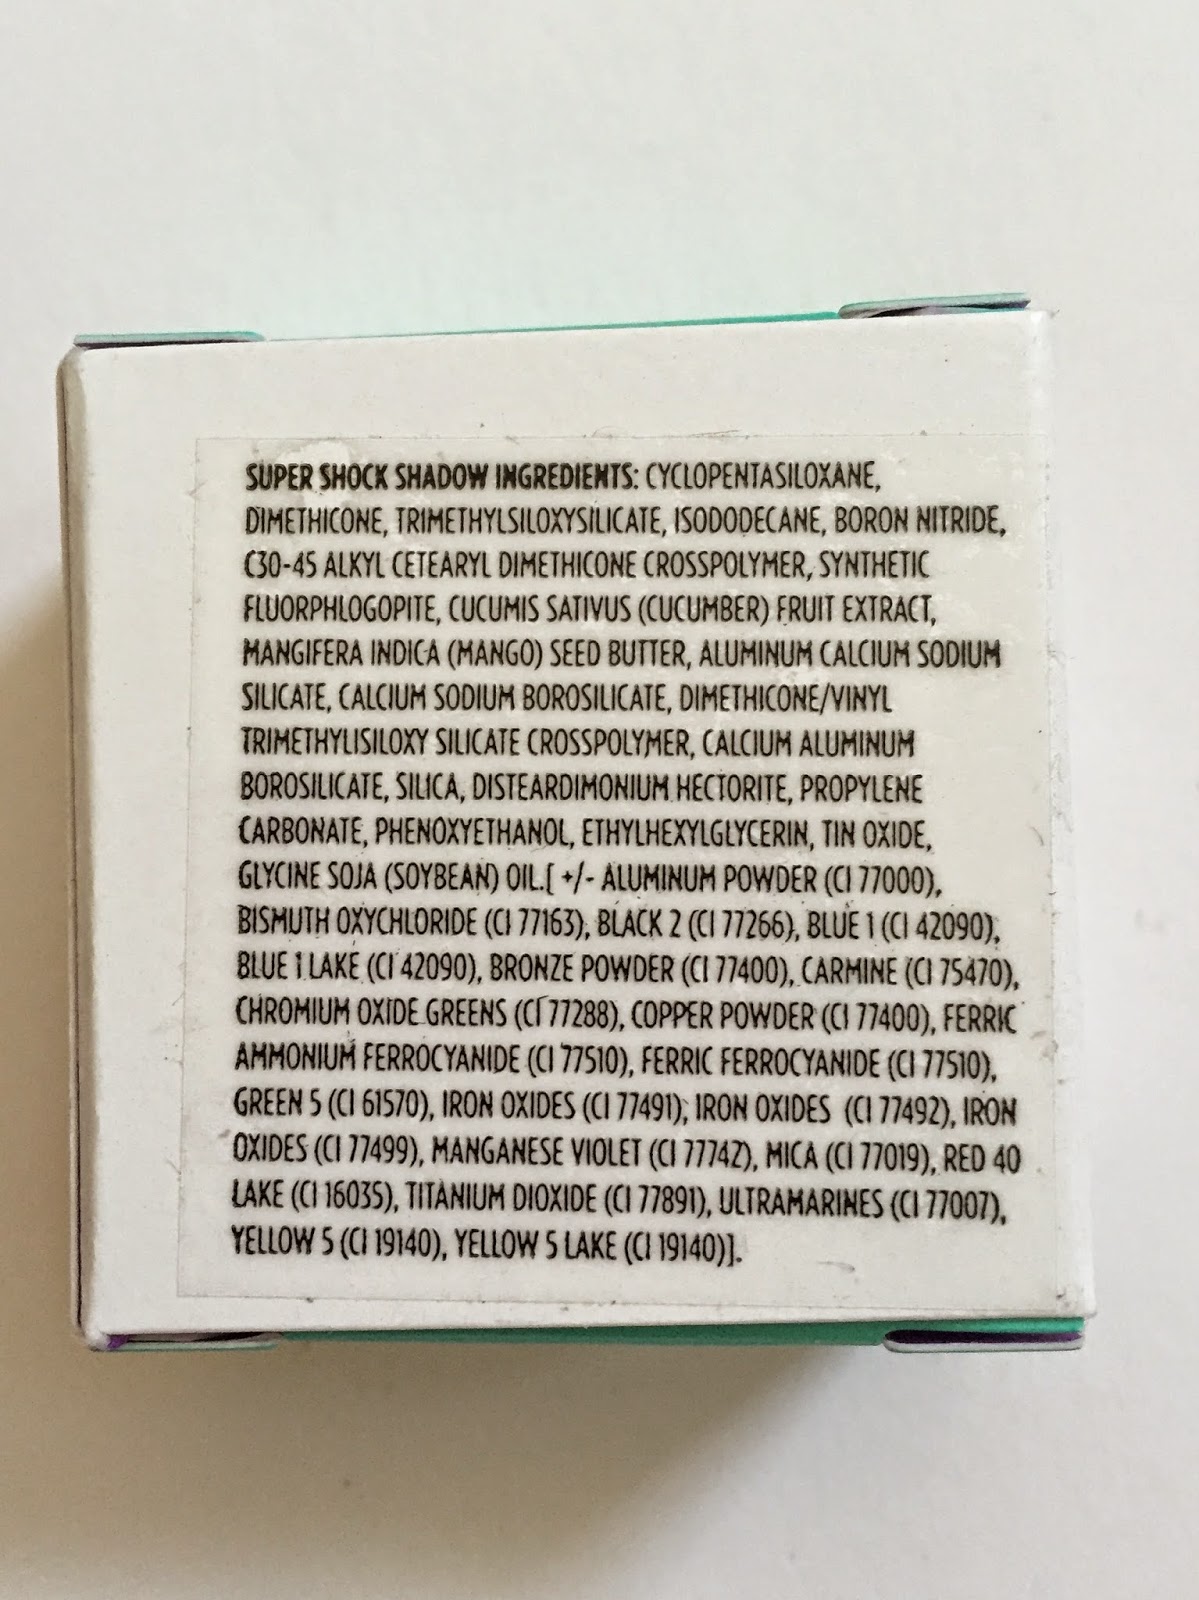 SUPER SHOCK SHADOW INGREDIENTS: CYCLOPENTASILOXANE,
DIMETHICONE, TRIMETHYLSILOXYSILICATE, ISODODECANE, BORON NITRIDE,
C30-45 ALKYL CETEARYL DIMETHICONE CROSSPOLYMER, SYNTHETIC
FLUORPHLOGOPITE, CUCUMIS SATIVUS (CUCUMBER) FRUIT EXTRACT,
MANGIFERA INDICA (MANGO) SEED BUTTER, ALUMINUM CALCIUM SODIUM
SILICATE, CALCIUM SODIUM BOROSILICATE, DIMETHICONE/VINYL
TRIMETHYLISILOXY SILICATE CROSSPOLYMER, CALCIUM ALUMINUM
BOROSILICATE, SILICA, DISTEARDIMONIUM HECTORITE, PROPYLENE
CARBONATE, PHENOXYETHANOL, ETHYLHEXYLGLYCERIN, TIN OXIDE,
GLYCINE SOJA (SOYBEAN) OIL.[ +/- ALUMINUM POWDER (CI 77000),
BISMUTH OXYCHLORIDE (CI 77163), BLACK 2 (CI 77266), BLUE 1 (CI 42090),
BLUE 1 LAKE (CI 42090), BRONZE POWDER (CI 77400), CARMINE (CI 75470),
CHROMIUM OXIDE GREENS (CI 77288), COPPER POWDER (CI 77400), FERRIC
AMMONIUM FERROCYANIDE (CI 77510), FERRIC FERROCYANIDE (CI 77510),
GREEN 5 (CI 61570), IRON OXIDES (CI 77491), IRON OXIDES (CI 77492), IRON
OXIDES (CI 77499), MANGANESE VIOLET (CI 77742), MICA (CI 77019), RED 40
LAKE (CI 16035), TITANIUM DIOXIDE (CI 77891), ULTRAMARINES (CI 77007),
YELLOW 5 (CI 19140), YELLOW 5 LAKE (CI 19140)].